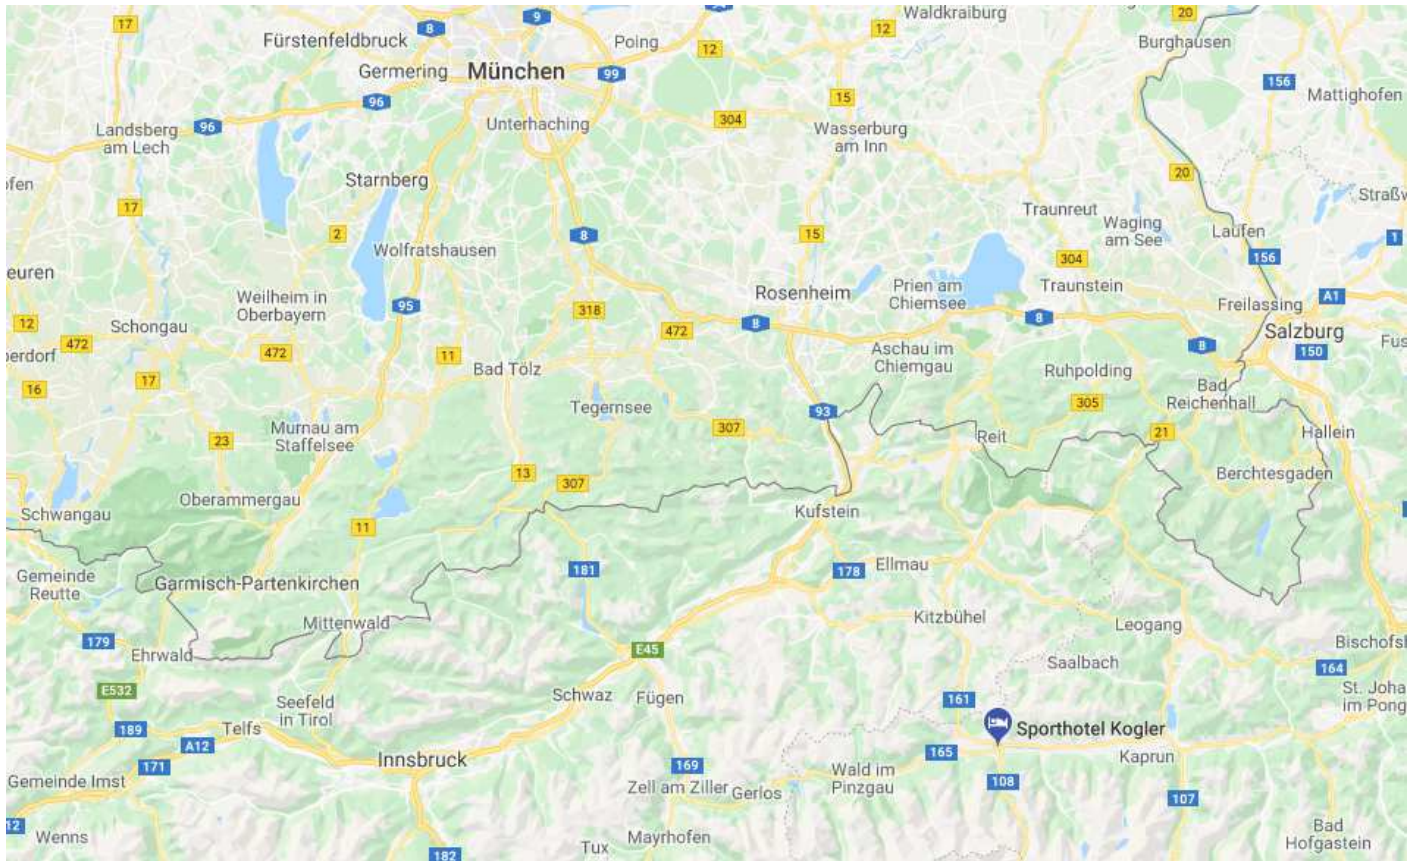 17
8
9
Waldkraiburg
20
Fürstenfeldbruck
Poing
12
12
Burghausen
Germering
München
99
156
96
15
Mattighofen
96
Landsberg
am Lech
Unterhaching
304
Wasserburg
am Inn
Starnberg
20
17
Straßw
2
Wolfratshausen
8
15
Traunreut
Waging
am See
Laufen
1
304
156
euren
Weilheim in
Oberbayern
95
Rosenheim
Prien am
Chiemsee
Traunstein
Freilassing
A1
12
Schongau
318
472
8
8
Salzburg
472
472
11
8
150
Fus
perdorf
Bad Tölz
Aschau im
Chiemgau
Ruhpolding
16
17
Bad
Reichenhall
Tegernsee
93
305
Murnau am
Staffelsee
23
307
Reit
21
Hallein
13
307
Berchtesgaden
Oberammergau
Schwangau
11
Kufstein
Gemeinde
Reutte
Garmisch-Partenkirchen
181
178
Ellmau
Mittenwald
Kitzbühel
Leogang
179
Ehrwald
E45
Bischofsh
Saalbach
164
E532
Seefeld
in Tirol
Schwaz
Fügen
161
St. Joha
im Pong
189
Telfs
A12
Sporthotel Kogler
171
Innsbruck
165
Kaprun
Gemeinde Imst
169
Wald im
Pinzgau
108
Zell am Ziller
Gerlos
107
12
Wenns
Mayrhofen
Bad
Hofgastein
Tux
182